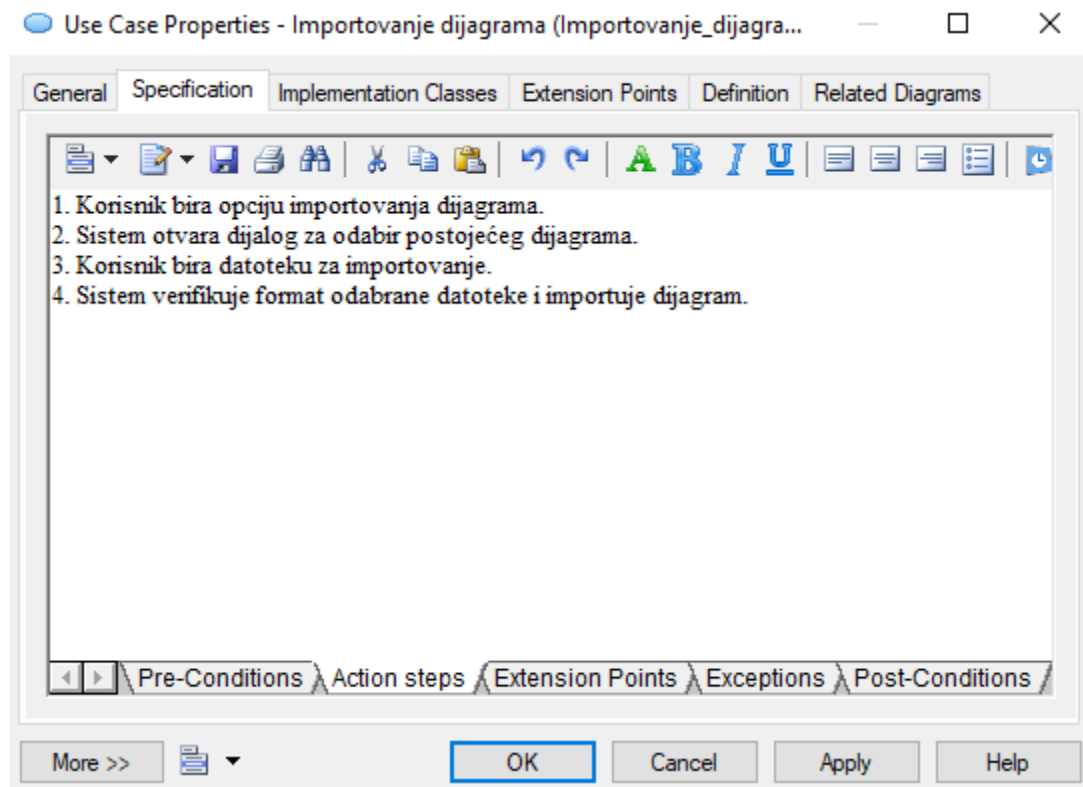 Use Case Properties - Importovanje dijagrama (Importovanje_dijagra...
General Specification Implementation Classes Extension Points Definition Related Diagrams
A B I U
1. Korisnik bira opciju importovanja dijagrama.
2. Sistem otvara dijalog za odabir postojećeg dijagrama.
3. Korisnik bira datoteku za importovanje.
4. Sistem verifikuje format odabrane datoteke i importuje dijagram.
Pre-Conditions Action steps Extension Points Exceptions Post-Conditions
More >> OK Cancel Apply Help